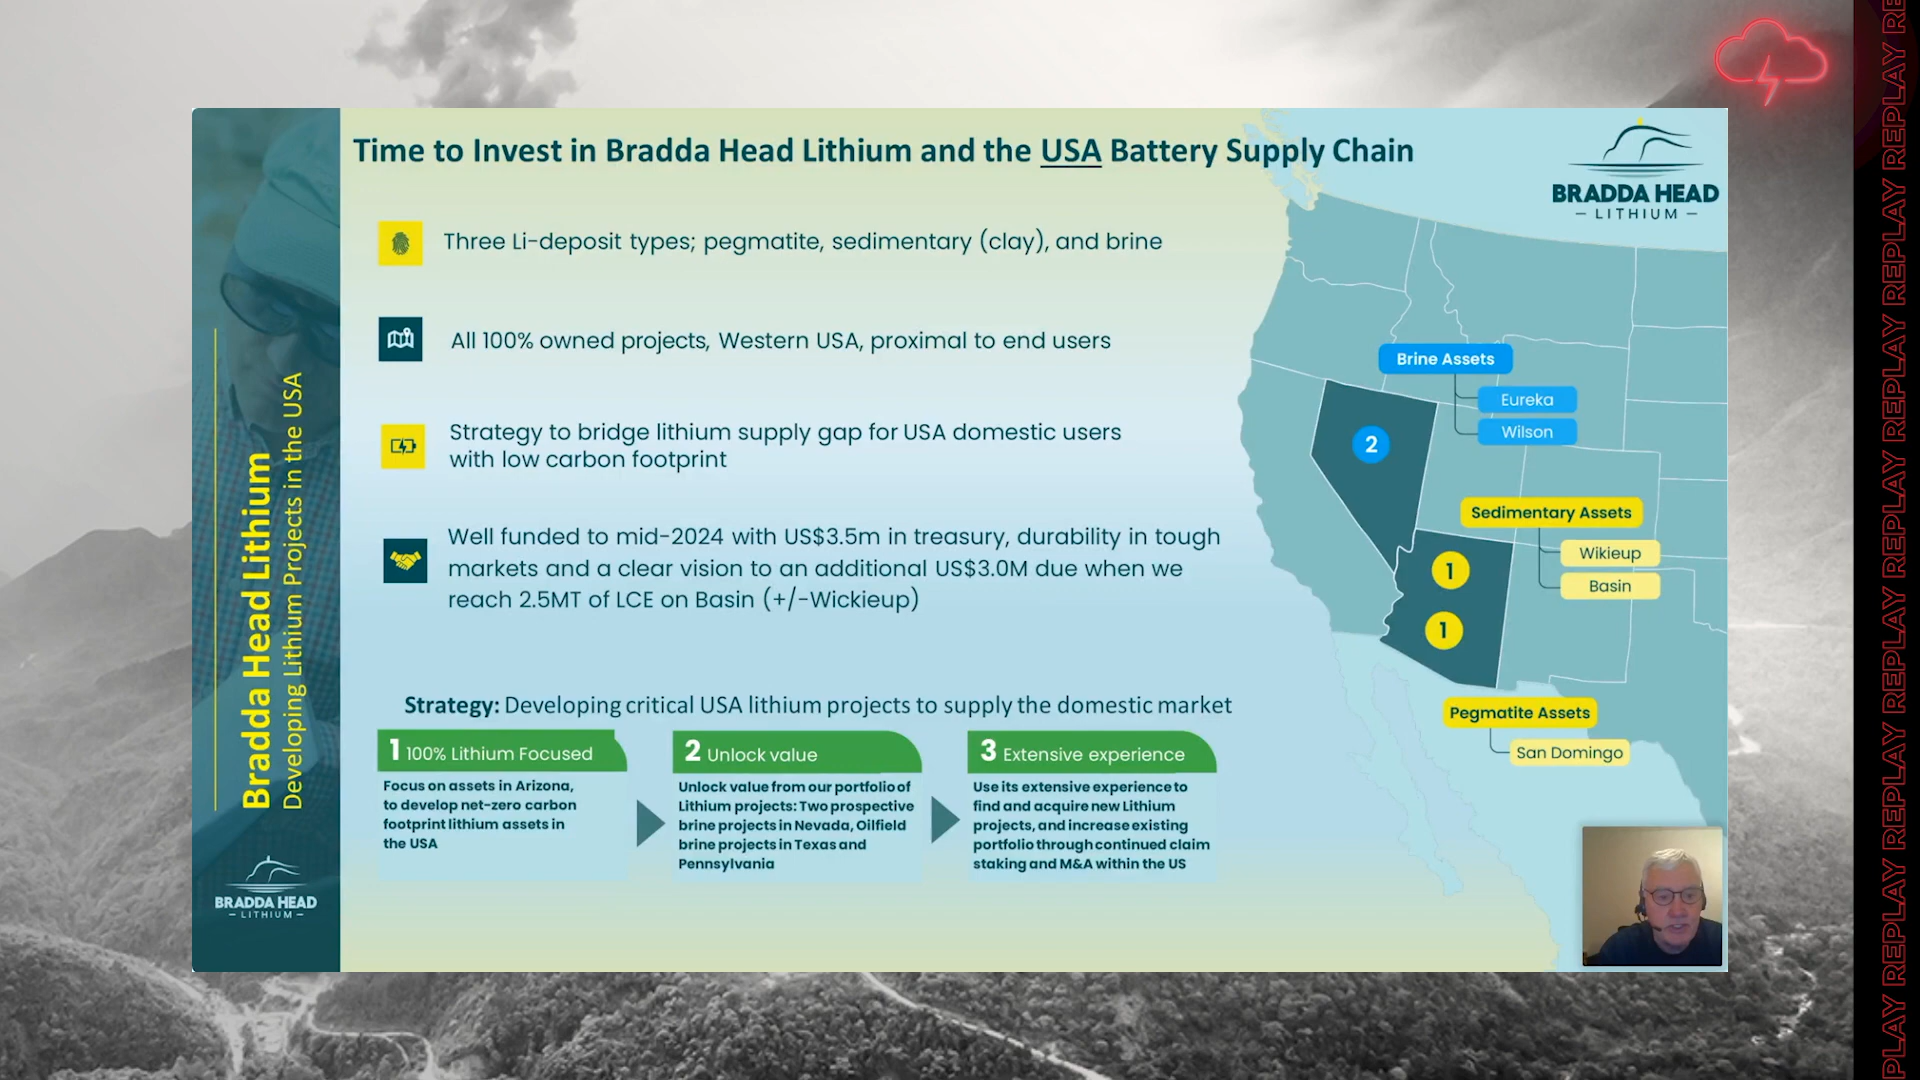 Time to Invest in Bradda Head Lithium and the USA Battery Supply Chain
BRADDA HEAD
– LITHIUM –
Three Li-deposit types; pegmatite, sedimentary (clay), and brine
All 100% owned projects, Western USA, proximal to end users
Strategy to bridge lithium supply gap for USA domestic users
with low carbon footprint
Well funded to mid-2024 with US$3.5m in treasury, durability in tough
markets and a clear vision to an additional US$3.0M due when we
reach 2.5MT of LCE on Basin (+/-Wickieup)
Brine Assets
Eureka
Wilson
2
Sedimentary Assets
Wikieup
Basin
1
1
Pegmatite Assets
San Domingo
Strategy: Developing critical USA lithium projects to supply the domestic market
1 100% Lithium Focused
Focus on assets in Arizona,
to develop net-zero carbon
footprint lithium assets in
the USA
2 Unlock value
Unlock value from our portfolio of
Lithium projects: Two prospective
brine projects in Nevada, Oilfield
brine projects in Texas and
Pennsylvania
3 Extensive experience
Use its extensive experience to
find and acquire new Lithium
projects, and increase existing
portfolio through continued claim
staking and M&A within the US
Bradda Head Lithium
Developing Lithium Projects in the USA
BRADDA HEAD
– LITHIUM –
PLAY REPLAY REPLAY REPLAY REPLAY REPLAY REPLAY REPLAY REPLAY RE